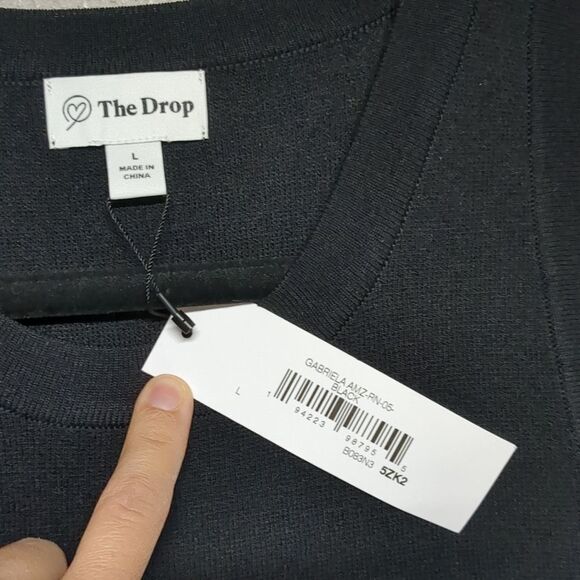 The Drop
L
MADE IN
CHINA
GABRIELA AMZ-RN-05-
BLACK
L
1 94223 98795 5
B083N3 5ZK2